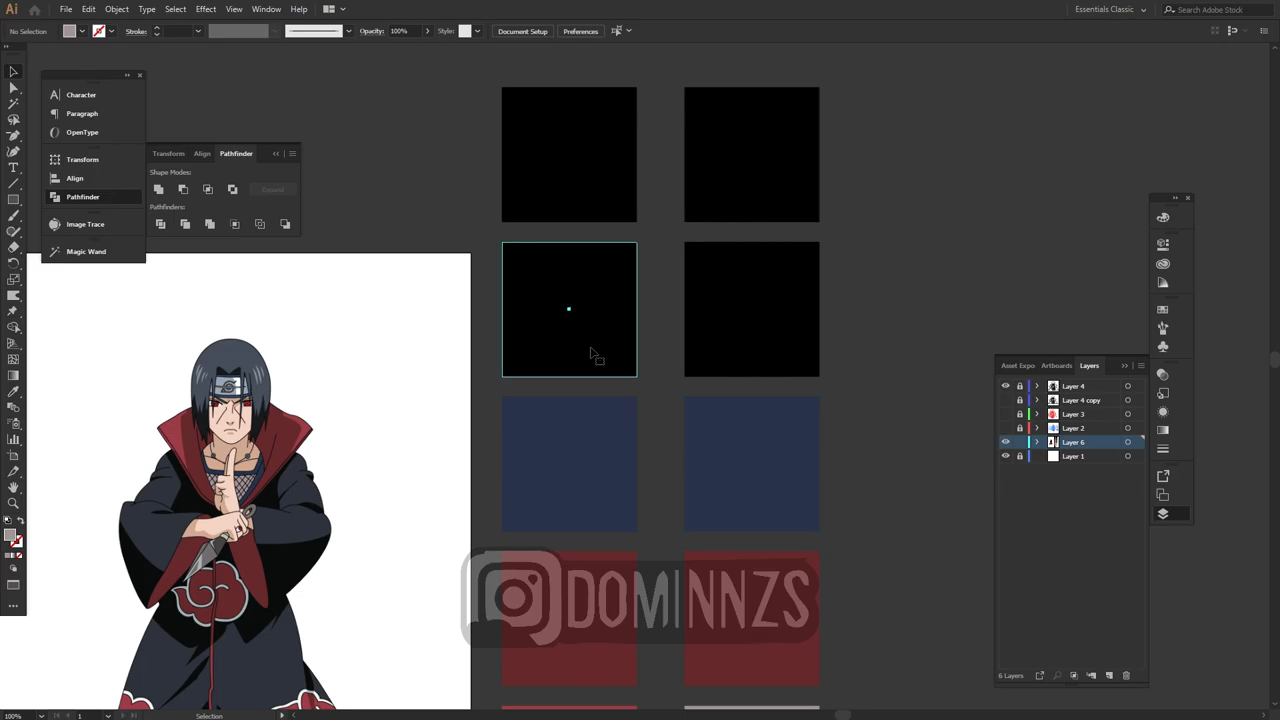 Ai File Edit Object Type Select Effect View Window Help Essentials Classic Search Adobe Stock
No Selection Stroke: Opacity: 100% Style: Document Setup Preferences
Character
Paragraph
OpenType
Transform
Align
Pathfinder
Image Trace
Magic Wand
Transform Align Pathfinder
Shape Modes:
Expand
Pathfinders:
Asset Expo Artboards Layers
Layer 4
Layer 4 copy
Layer 3
Layer 2
Layer 6
Layer 1
DOMINNZS
6 Layers
100% 1 Selection